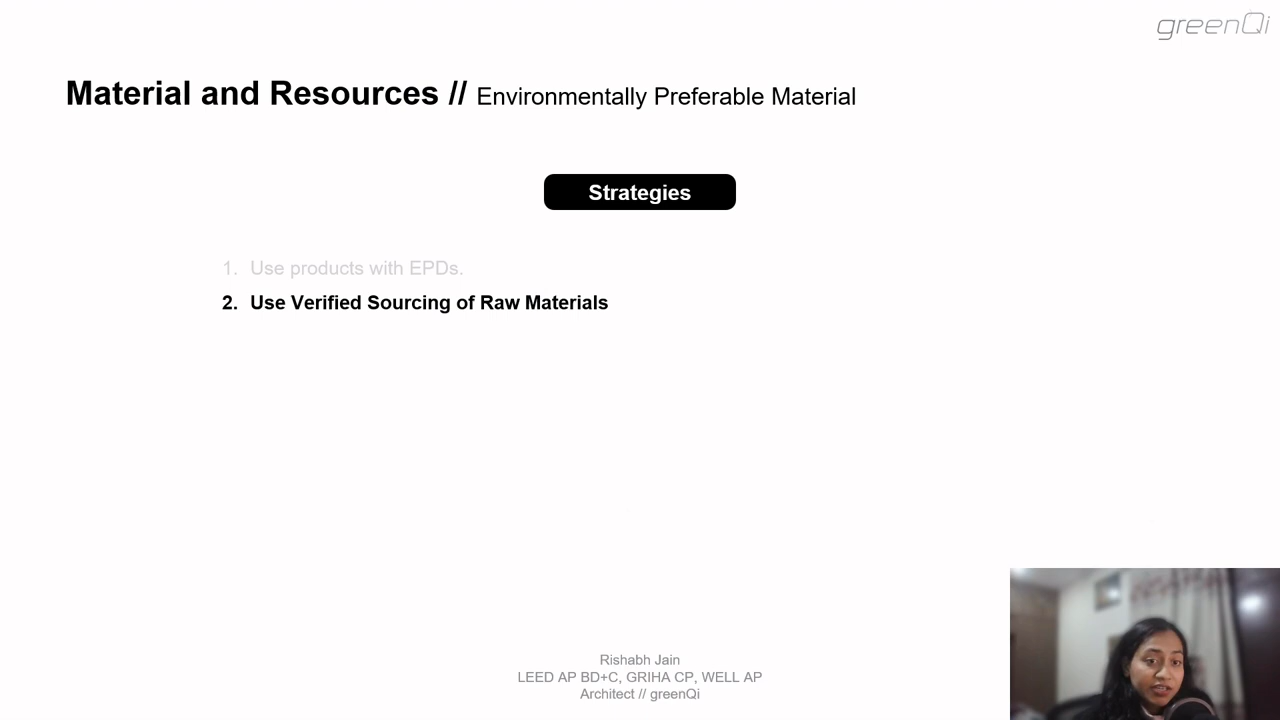 greenQi
Material and Resources // Environmentally Preferable Material
Strategies
1. Use products with EPDs.
2. Use Verified Sourcing of Raw Materials
Rishabh Jain
LEED AP BD+C, GRIHA CP, WELL AP
Architect // greenQi